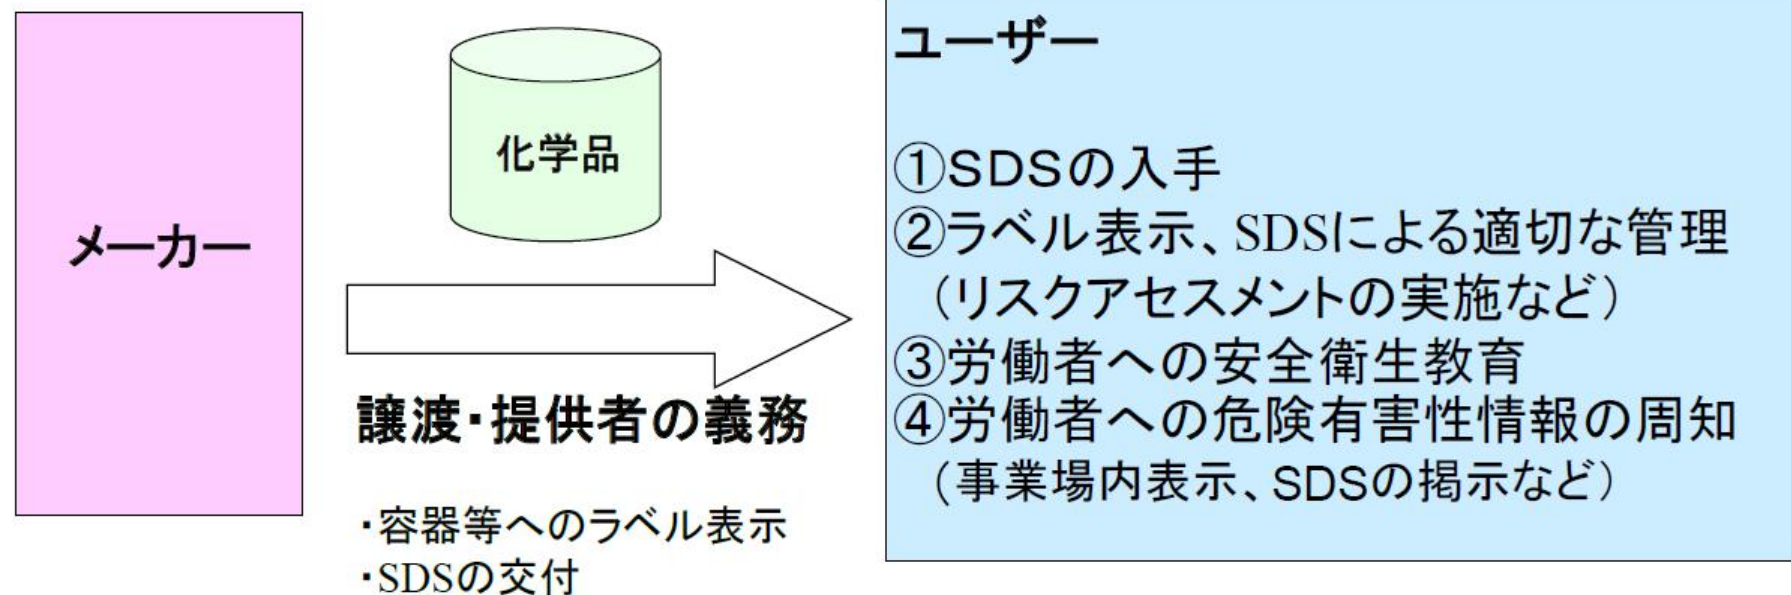 メーカー
化学品
譲渡・提供者の義務
・容器等へのラベル表示
・SDSの交付
ユーザー
①SDSの入手
②ラベル表示、SDSによる適切な管理
（リスクアセスメントの実施など）
③労働者への安全衛生教育
④労働者への危険有害性情報の周知
（事業場内表示、SDSの掲示など）